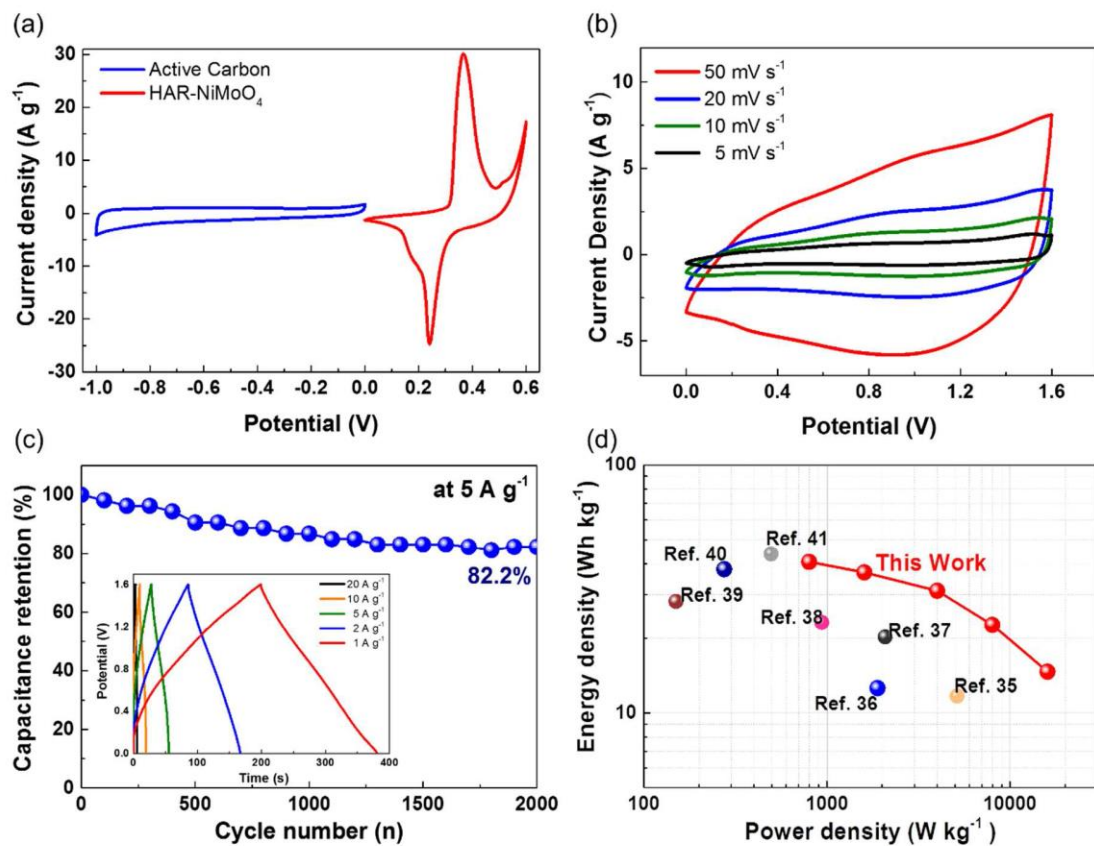 (a)
30
20
10
0
-10
-20
-30
Current density (A g⁻¹)
Active Carbon
HAR-NiMoO₄
-1.0 -0.8 -0.6 -0.4 -0.2 0.0 0.2 0.4 0.6
Potential (V)
(b)
10
5
0
-5
Current Density (A g⁻¹)
50 mV s⁻¹
20 mV s⁻¹
10 mV s⁻¹
5 mV s⁻¹
0.0 0.4 0.8 1.2 1.6
Potential (V)
(c)
100
80
60
40
20
0
Capacitance retention (%)
at 5 A g⁻¹
82.2%
1.6
1.2
0.8
0.4
0.0
Potential (V)
20 A g⁻¹
10 A g⁻¹
5 A g⁻¹
2 A g⁻¹
1 A g⁻¹
0 100 200 300 400
Time (s)
0 500 1000 1500 2000
Cycle number (n)
(d)
100
10
Energy density (Wh kg⁻¹)
Ref. 41
Ref. 40
This Work
Ref. 39
Ref. 38
Ref. 37
Ref. 36
Ref. 35
100 1000 10000
Power density (W kg⁻¹)